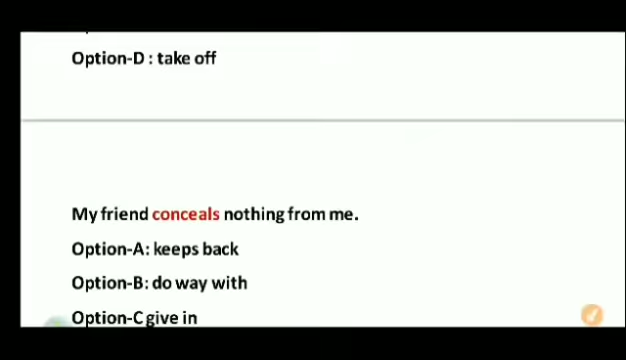 Option-D : take off
My friend conceals nothing from me.
Option-A: keeps back
Option-B: do way with
Option-C give in